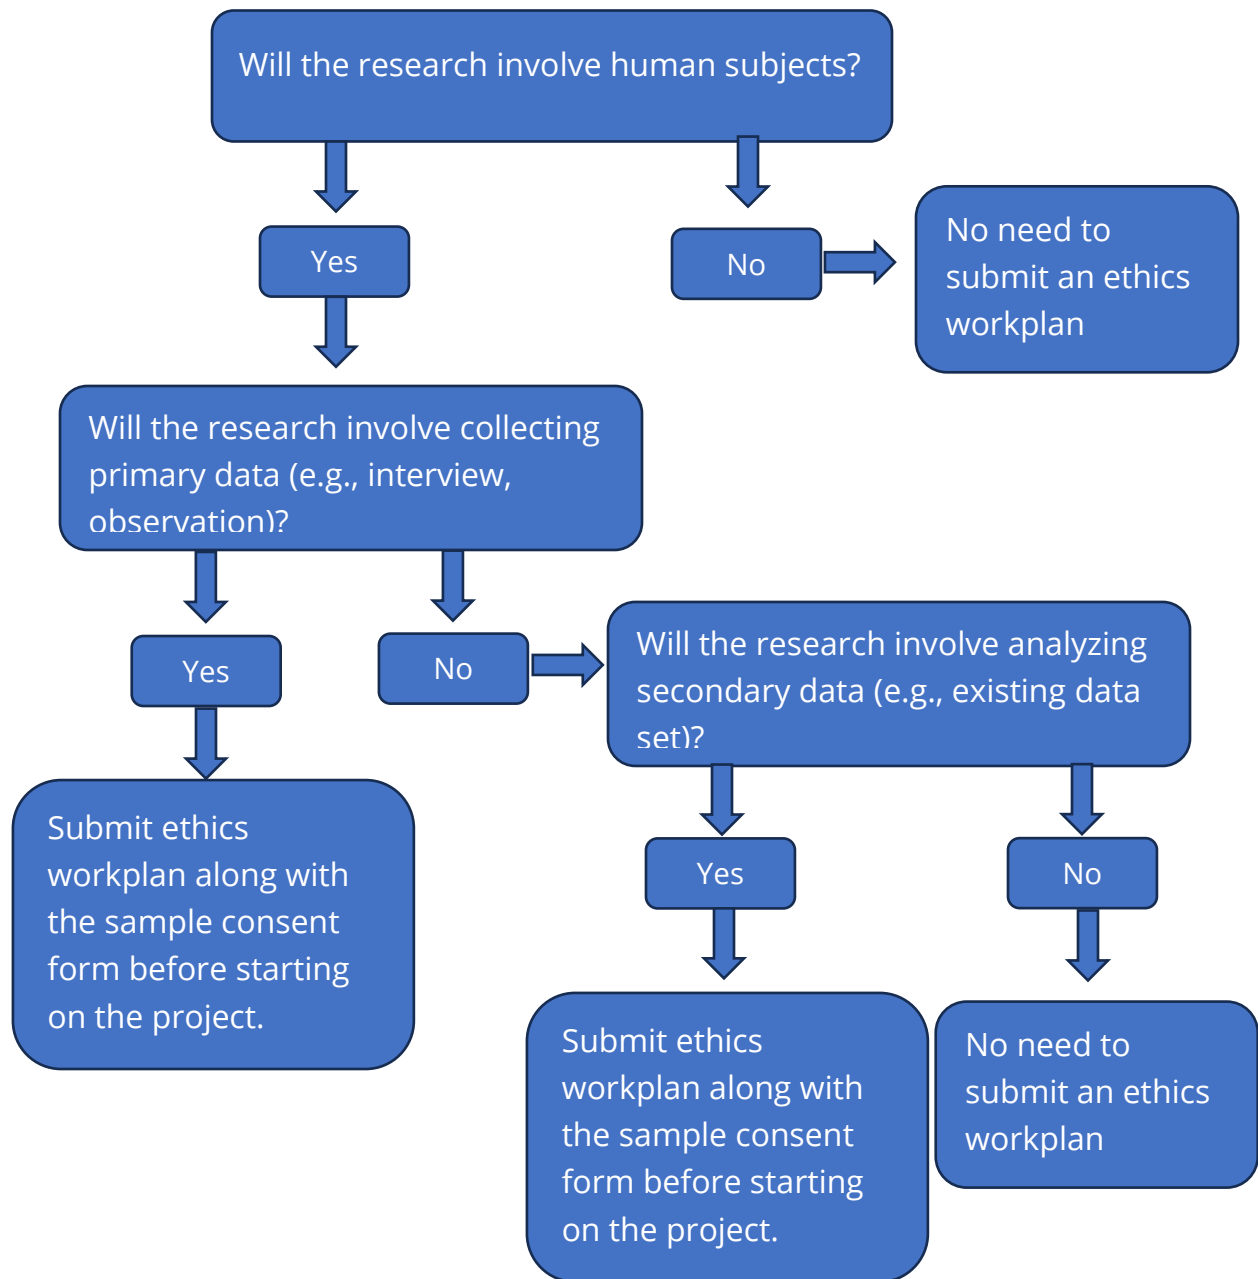 Will the research involve human subjects?
Yes
No
No need to
submit an ethics
workplan
Will the research involve collecting
primary data (e.g., interview,
observation)?
Yes
No
Will the research involve analyzing
secondary data (e.g., existing data
set)?
Submit ethics
workplan along with
the sample consent
form before starting
on the project.
Yes
No
Submit ethics
workplan along with
the sample consent
form before starting
on the project.
No need to
submit an ethics
workplan